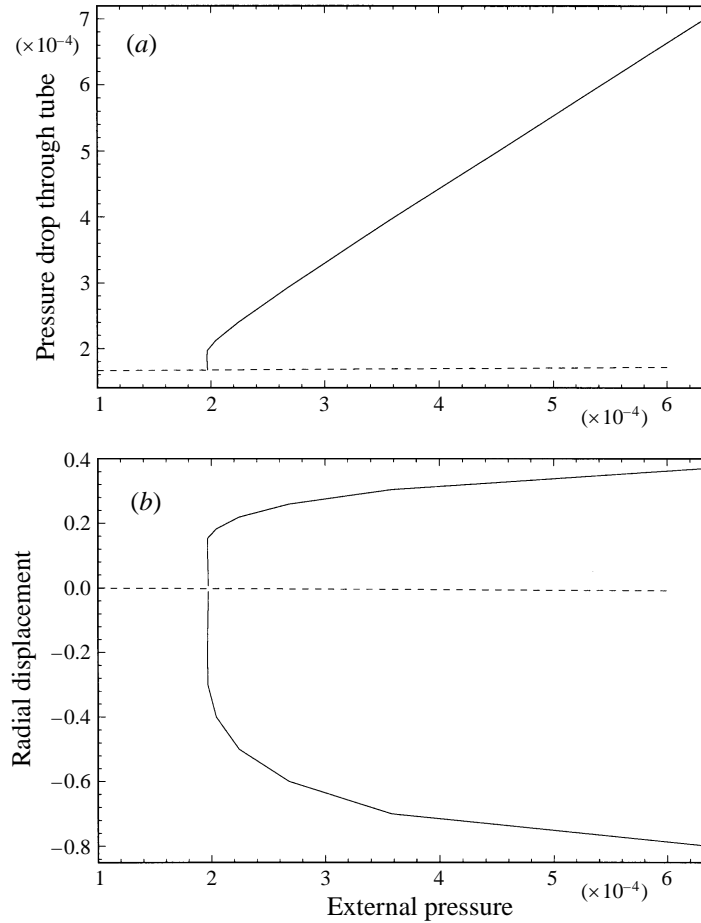 7
(×10⁻⁴)
(a)
6
5
4
3
2
Pressure drop through tube
1 2 3 4 5 6
(×10⁻⁴)
0.4
(b)
0.2
0.0
−0.2
−0.4
−0.6
−0.8
Radial displacement
1 2 3 4 5 6
(×10⁻⁴)
External pressure